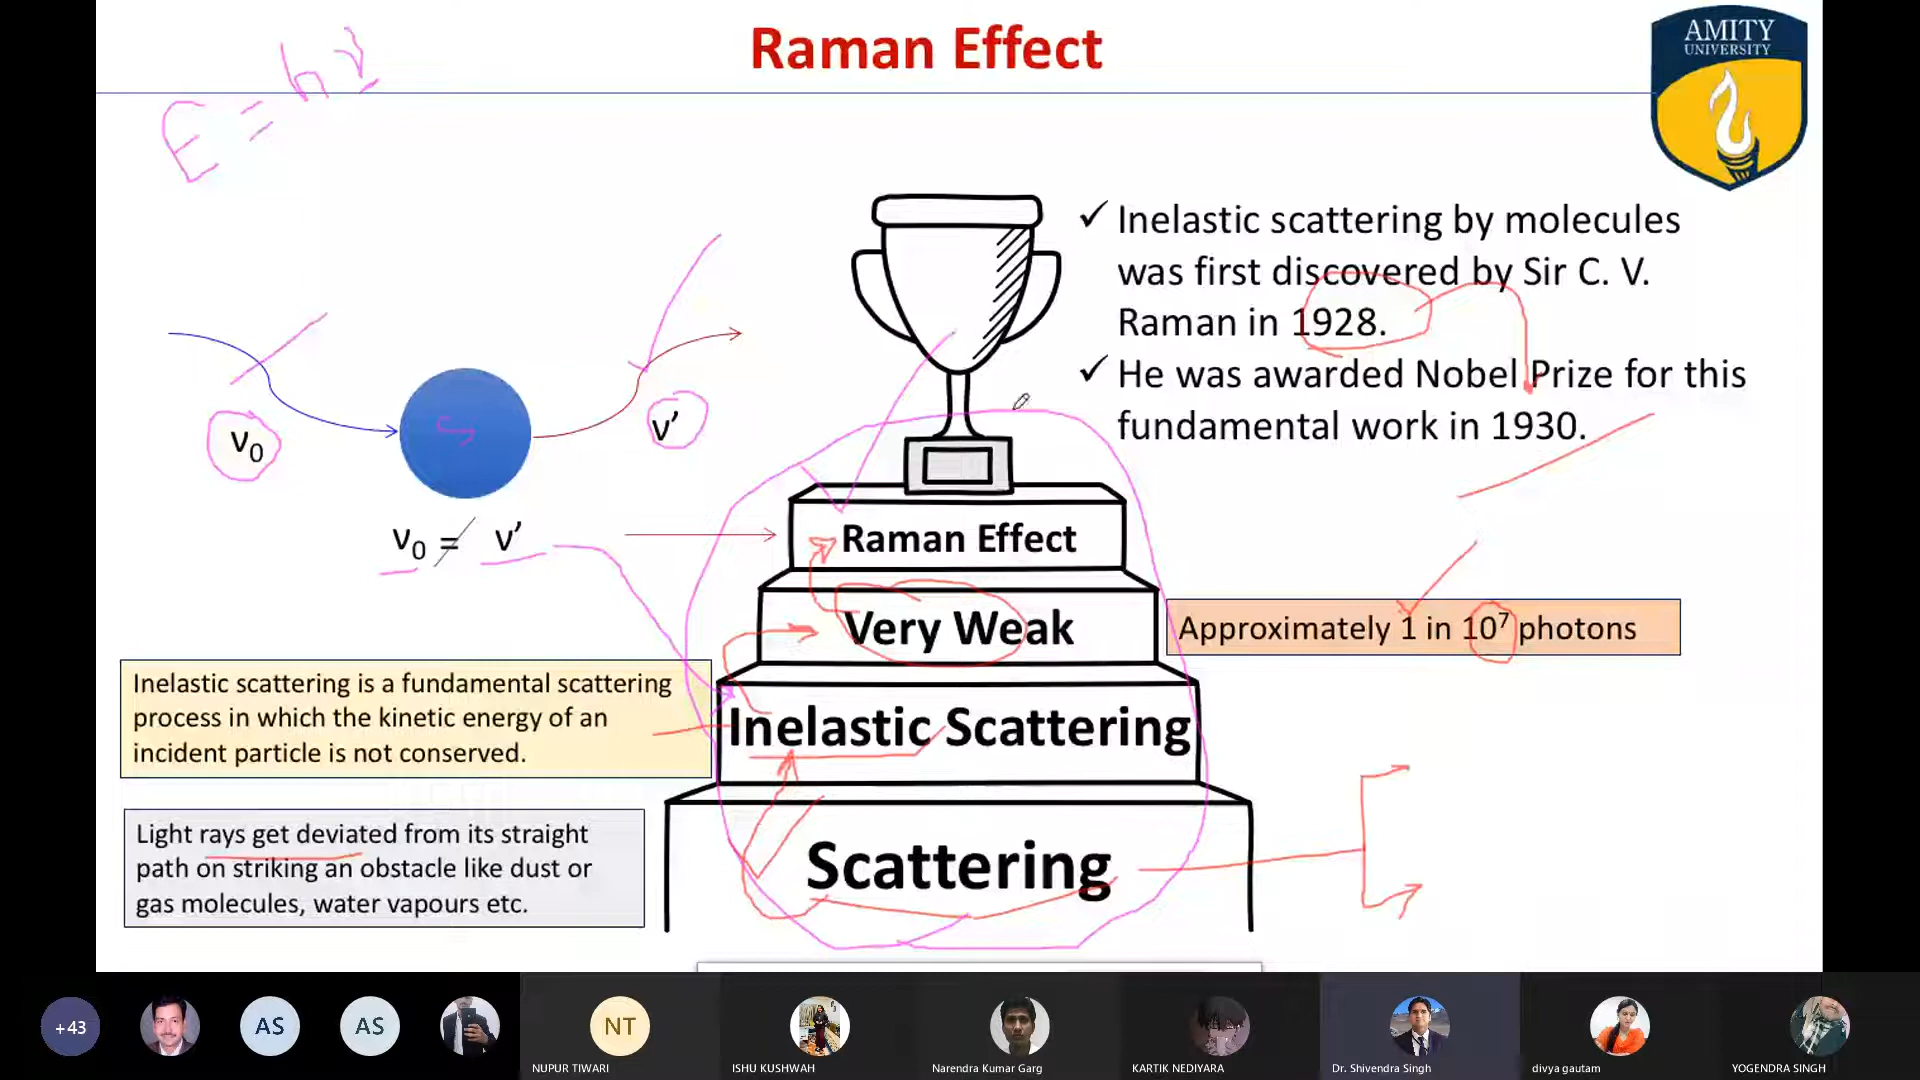 Raman Effect
AMITY
UNIVERSITY
E = hν
✓ Inelastic scattering by molecules
was first discovered by Sir C. V.
Raman in 1928.
✓ He was awarded Nobel Prize for this
fundamental work in 1930.
ν₀
ν′
ν₀ ≠ ν′
Raman Effect
Very Weak
Approximately 1 in 10⁷ photons
Inelastic scattering is a fundamental scattering
process in which the kinetic energy of an
incident particle is not conserved.
Inelastic Scattering
Light rays get deviated from its straight
path on striking an obstacle like dust or
gas molecules, water vapours etc.
Scattering
+43
AS
AS
NT
NUPUR TIWARI
ISHU KUSHWAH
Narendra Kumar Garg
KARTIK NEDIYARA
Dr. Shivendra Singh
divya gautam
YOGENDRA SINGH